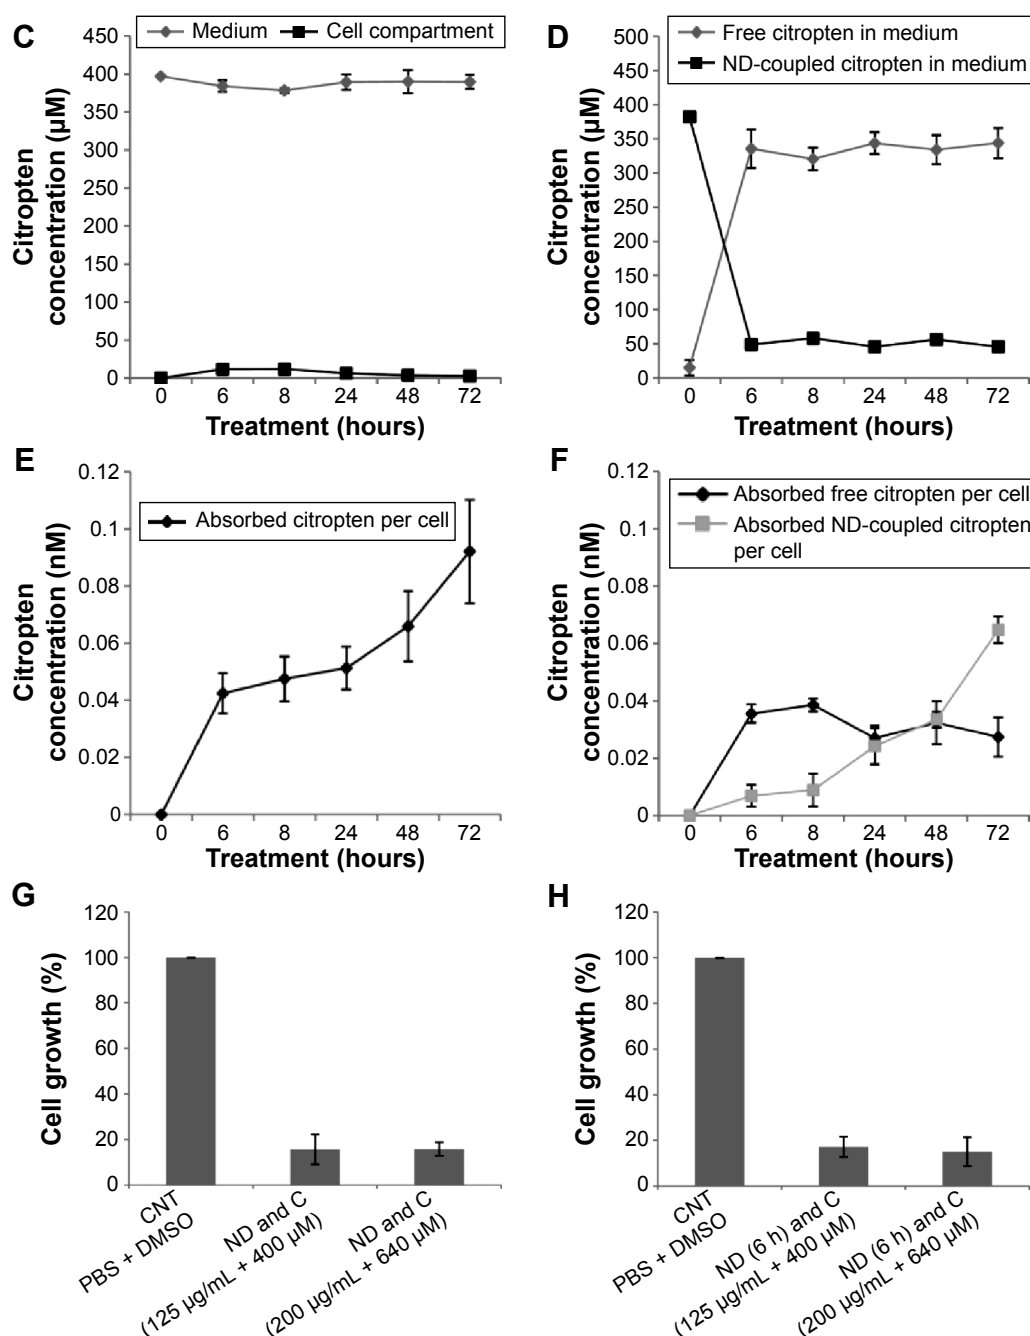 C
Medium
Cell compartment
450
400
350
300
250
200
150
100
50
0
Citropten
concentration (µM)
0 6 8 24 48 72
Treatment (hours)
D
Free citropten in medium
ND-coupled citropten in medium
500
450
400
350
300
250
200
150
100
50
0
Citropten
concentration (µM)
0 6 8 24 48 72
Treatment (hours)
E
Absorbed citropten per cell
0.12
0.1
0.08
0.06
0.04
0.02
0
Citropten
concentration (nM)
0 6 8 24 48 72
Treatment (hours)
F
Absorbed free citropten per cell
Absorbed ND-coupled citropten
per cell
0.12
0.1
0.08
0.06
0.04
0.02
0
Citropten
concentration (nM)
0 6 8 24 48 72
Treatment (hours)
G
120
100
80
60
40
20
0
Cell growth (%)
CNT
PBS + DMSO
ND and C
(125 µg/mL + 400 µM)
ND and C
(200 µg/mL + 640 µM)
H
120
100
80
60
40
20
0
Cell growth (%)
CNT
PBS + DMSO
ND (6 h) and C
(125 µg/mL + 400 µM)
ND (6 h) and C
(200 µg/mL + 640 µM)